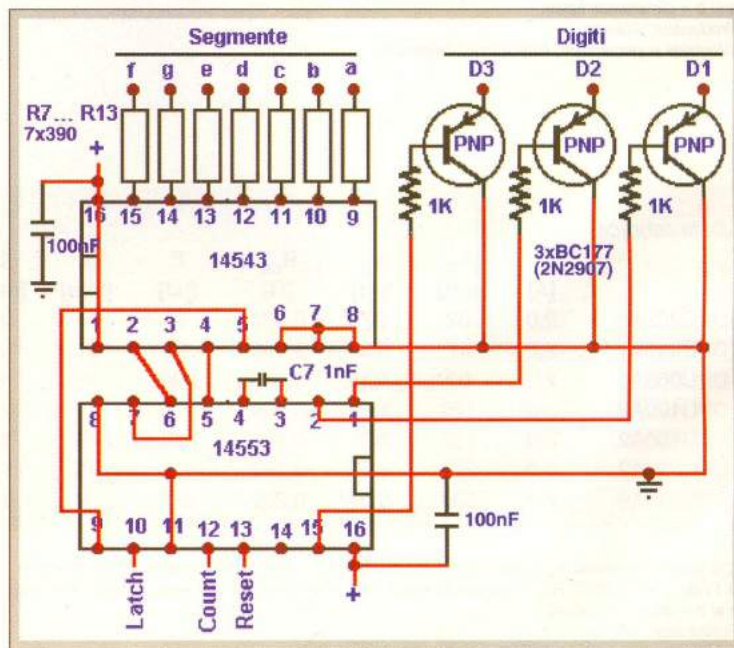 Segmente
Digiti
f g e d c b a
D3 D2 D1
R7... R13
7x390
+
PNP PNP PNP
1K 1K 1K
16 15 14 13 12 11 10 9
100nF
14543
3xBC177
(2N2907)
1 2 3 4 5 6 7 8
C7 1nF
8 7 6 5 4 3 2 1
14553
100nF
9 10 11 12 13 14 15 16
Latch
Count
Reset
+